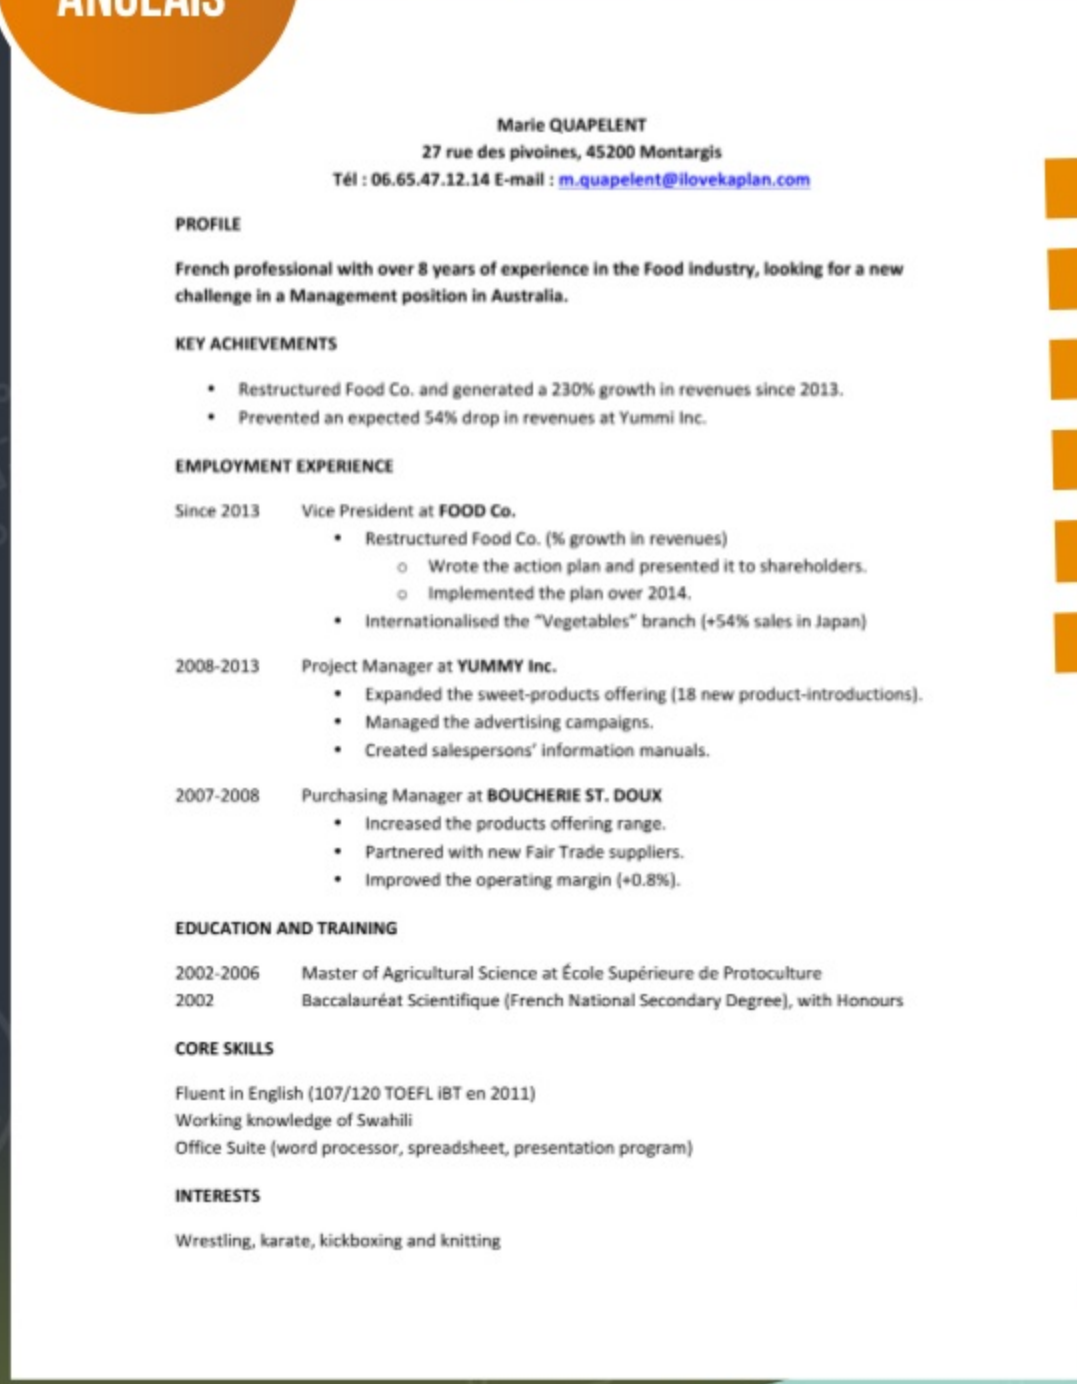 ANGLAIS
Marie QUAPELENT
27 rue des pivoines, 45200 Montargis
Tél : 06.65.47.12.14 E-mail : m.quapelent@ilovekaplan.com
PROFILE
French professional with over 8 years of experience in the Food industry, looking for a new
challenge in a Management position in Australia.
KEY ACHIEVEMENTS
• Restructured Food Co. and generated a 230% growth in revenues since 2013.
• Prevented an expected 54% drop in revenues at Yummi Inc.
EMPLOYMENT EXPERIENCE
Since 2013 Vice President at FOOD Co.
• Restructured Food Co. (% growth in revenues)
o Wrote the action plan and presented it to shareholders.
o Implemented the plan over 2014.
• Internationalised the “Vegetables” branch (+54% sales in Japan)
2008-2013 Project Manager at YUMMY Inc.
• Expanded the sweet-products offering (18 new product-introductions).
• Managed the advertising campaigns.
• Created salespersons’ information manuals.
2007-2008 Purchasing Manager at BOUCHERIE ST. DOUX
• Increased the products offering range.
• Partnered with new Fair Trade suppliers.
• Improved the operating margin (+0.8%).
EDUCATION AND TRAINING
2002-2006 Master of Agricultural Science at École Supérieure de Protoculture
2002 Baccalauréat Scientifique (French National Secondary Degree), with Honours
CORE SKILLS
Fluent in English (107/120 TOEFL iBT en 2011)
Working knowledge of Swahili
Office Suite (word processor, spreadsheet, presentation program)
INTERESTS
Wrestling, karate, kickboxing and knitting